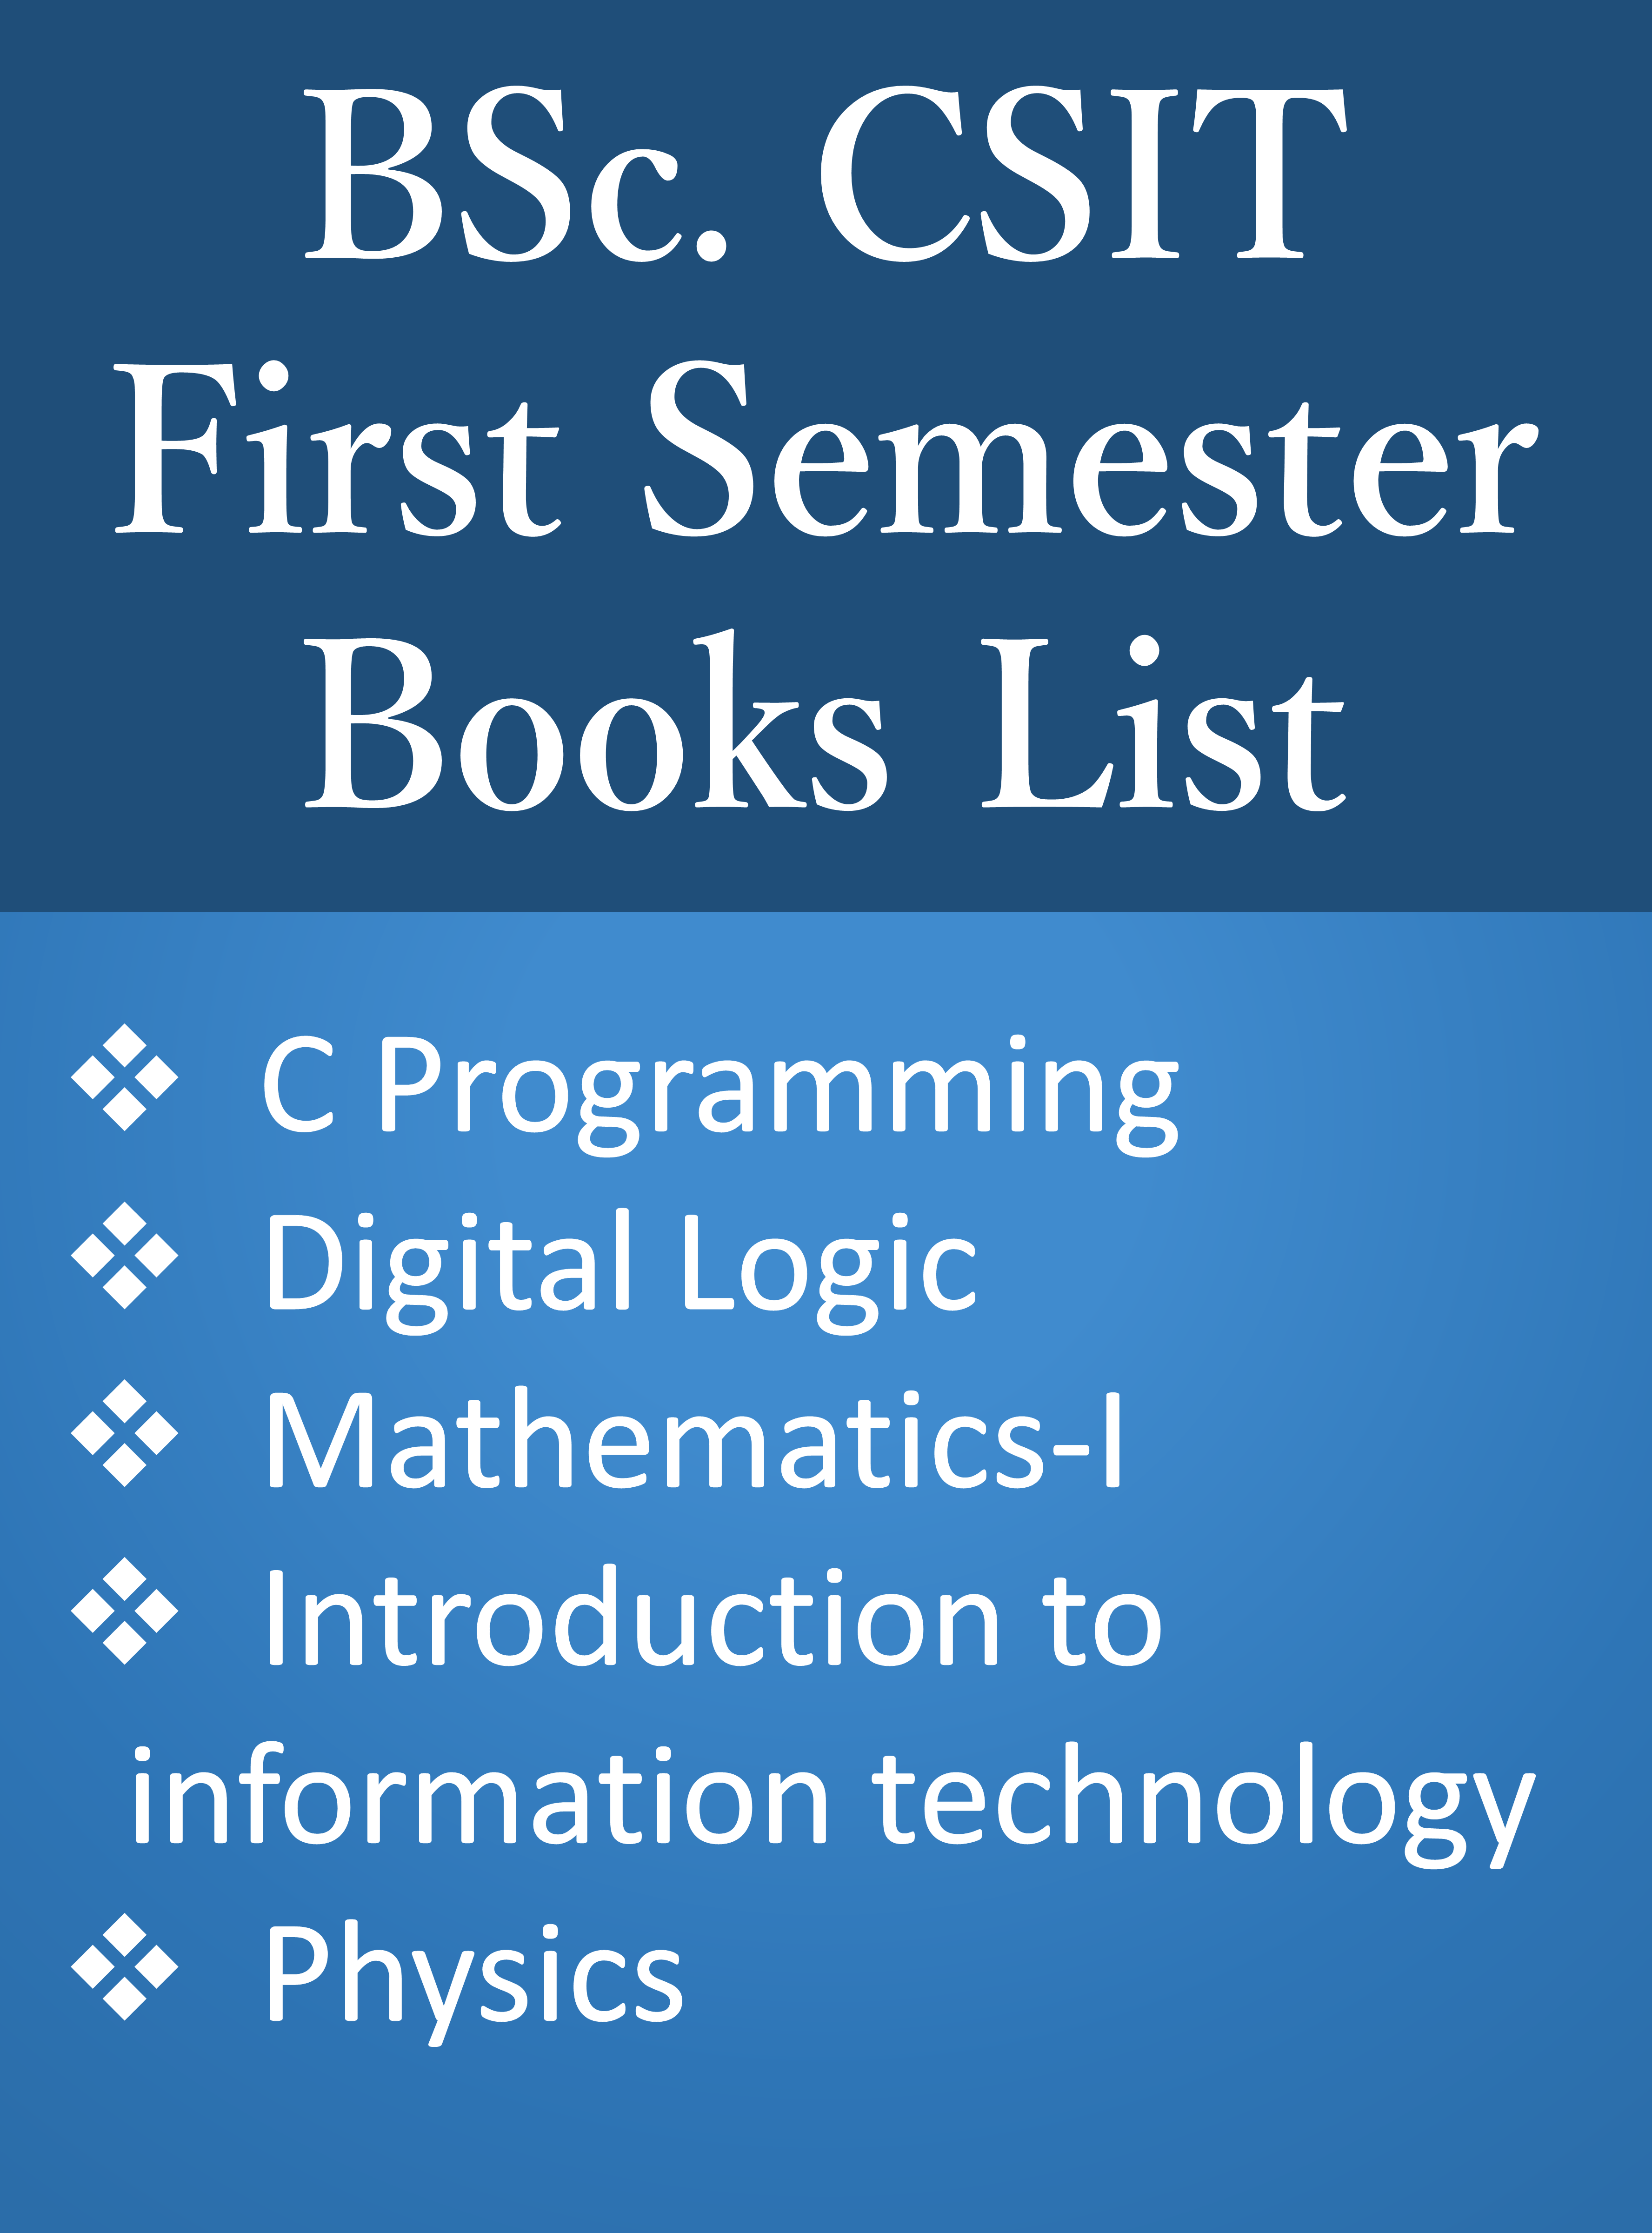 BSc. CSIT
First Semester
Books List
❖ C Programming
❖ Digital Logic
❖ Mathematics-I
❖ Introduction to
information technology
❖ Physics